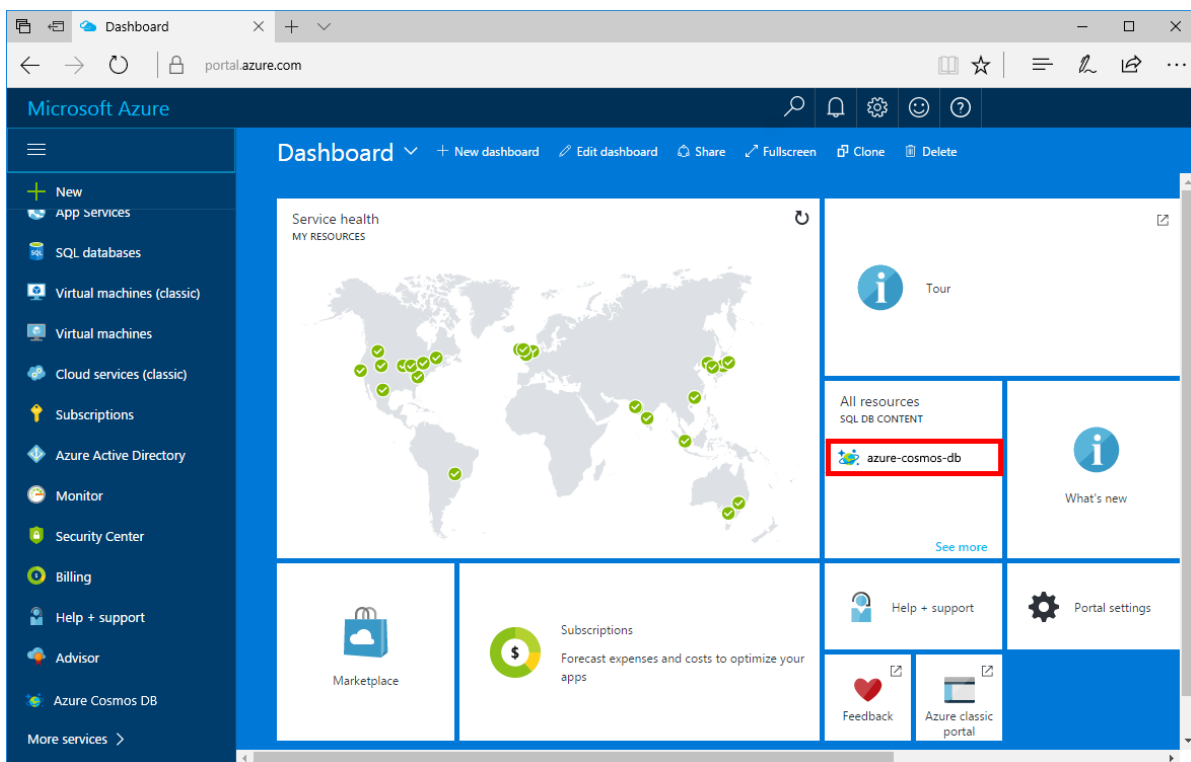 Dashboard
portal.azure.com
Microsoft Azure
Dashboard
New dashboard
Edit dashboard
Share
Fullscreen
Clone
Delete
New
App Services
SQL databases
Virtual machines (classic)
Virtual machines
Cloud services (classic)
Subscriptions
Azure Active Directory
Monitor
Security Center
Billing
Help + support
Advisor
Azure Cosmos DB
More services
Service health
MY RESOURCES
Tour
All resources
SQL DB CONTENT
azure-cosmos-db
See more
What's new
Marketplace
Subscriptions
Forecast expenses and costs to optimize your
apps
Help + support
Portal settings
Feedback
Azure classic
portal